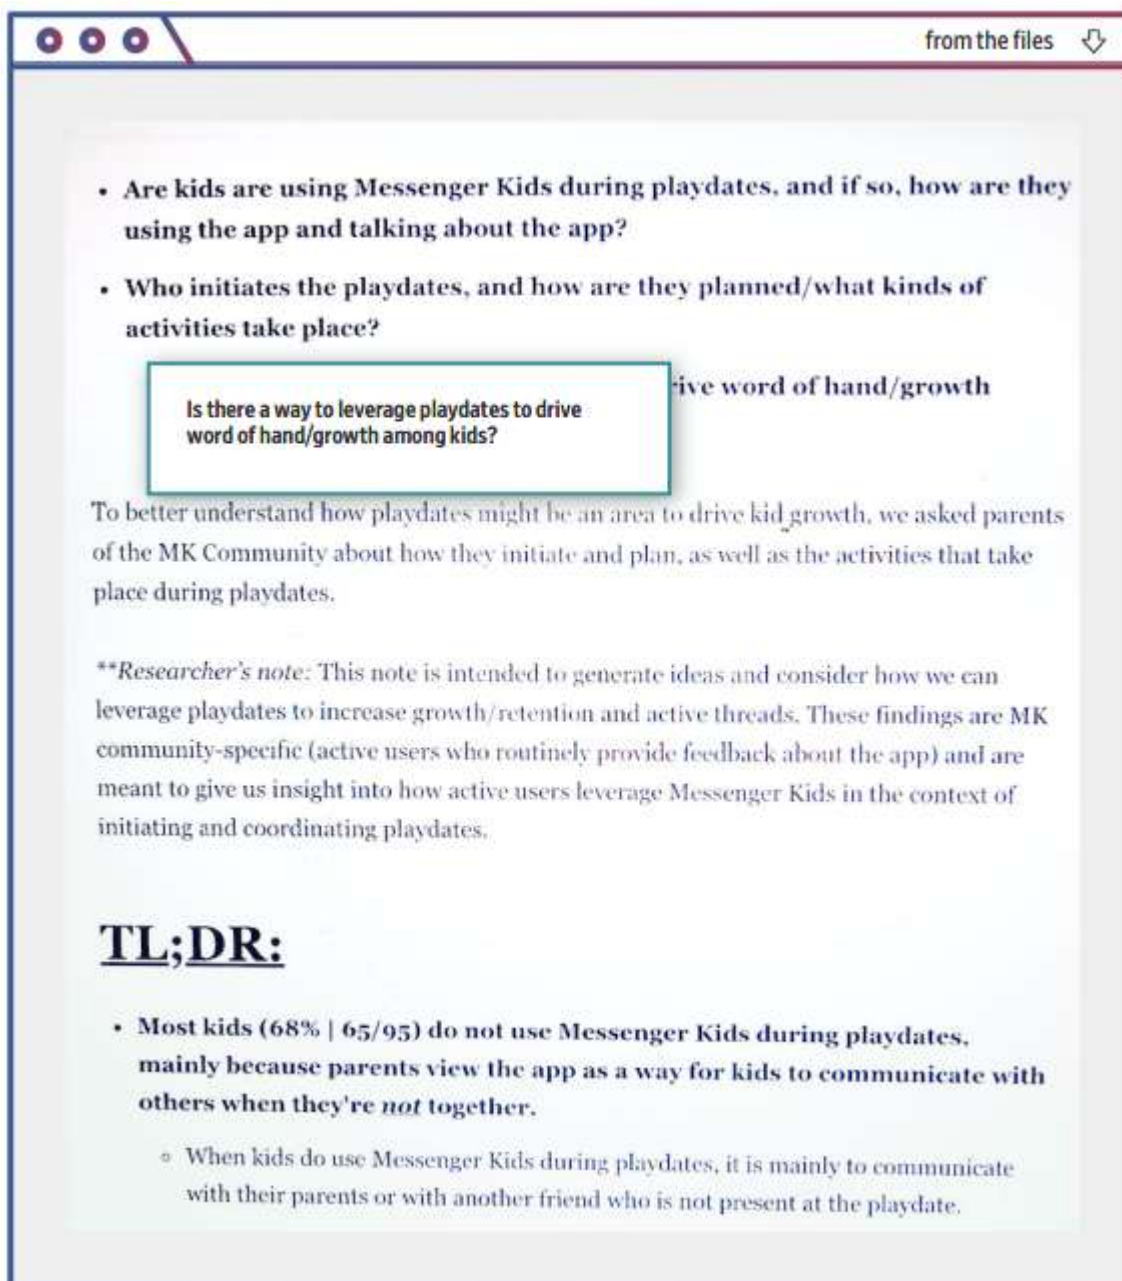 from the files
• Are kids are using Messenger Kids during playdates, and if so, how are they
using the app and talking about the app?
• Who initiates the playdates, and how are they planned/what kinds of
activities take place?
ive word of hand/growth
Is there a way to leverage playdates to drive
word of hand/growth among kids?
To better understand how playdates might be an area to drive kid growth, we asked parents
of the MK Community about how they initiate and plan, as well as the activities that take
place during playdates.
**Researcher's note: This note is intended to generate ideas and consider how we can
leverage playdates to increase growth/retention and active threads. These findings are MK
community-specific (active users who routinely provide feedback about the app) and are
meant to give us insight into how active users leverage Messenger Kids in the context of
initiating and coordinating playdates.
TL;DR:
• Most kids (68% | 65/95) do not use Messenger Kids during playdates,
mainly because parents view the app as a way for kids to communicate with
others when they're not together.
◦ When kids do use Messenger Kids during playdates, it is mainly to communicate
with their parents or with another friend who is not present at the playdate.